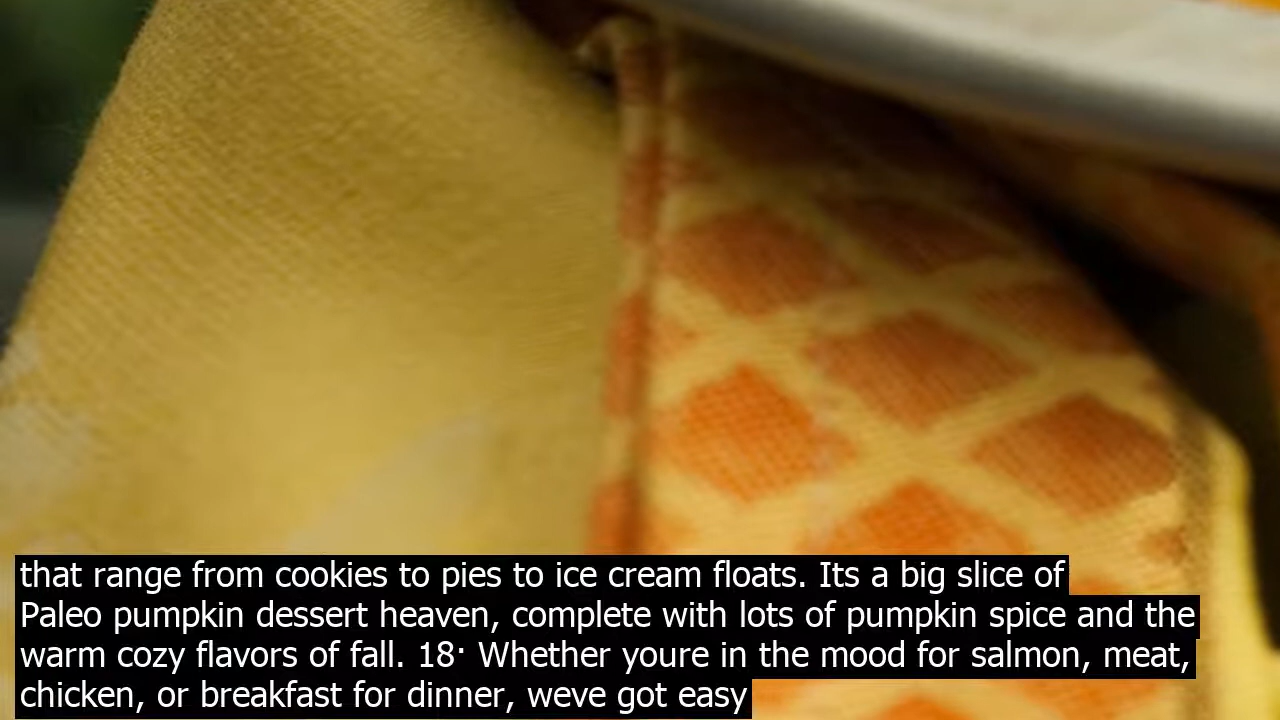 that range from cookies to pies to ice cream floats. Its a big slice of
Paleo pumpkin dessert heaven, complete with lots of pumpkin spice and the
warm cozy flavors of fall. 18· Whether youre in the mood for salmon, meat,
chicken, or breakfast for dinner, weve got easy